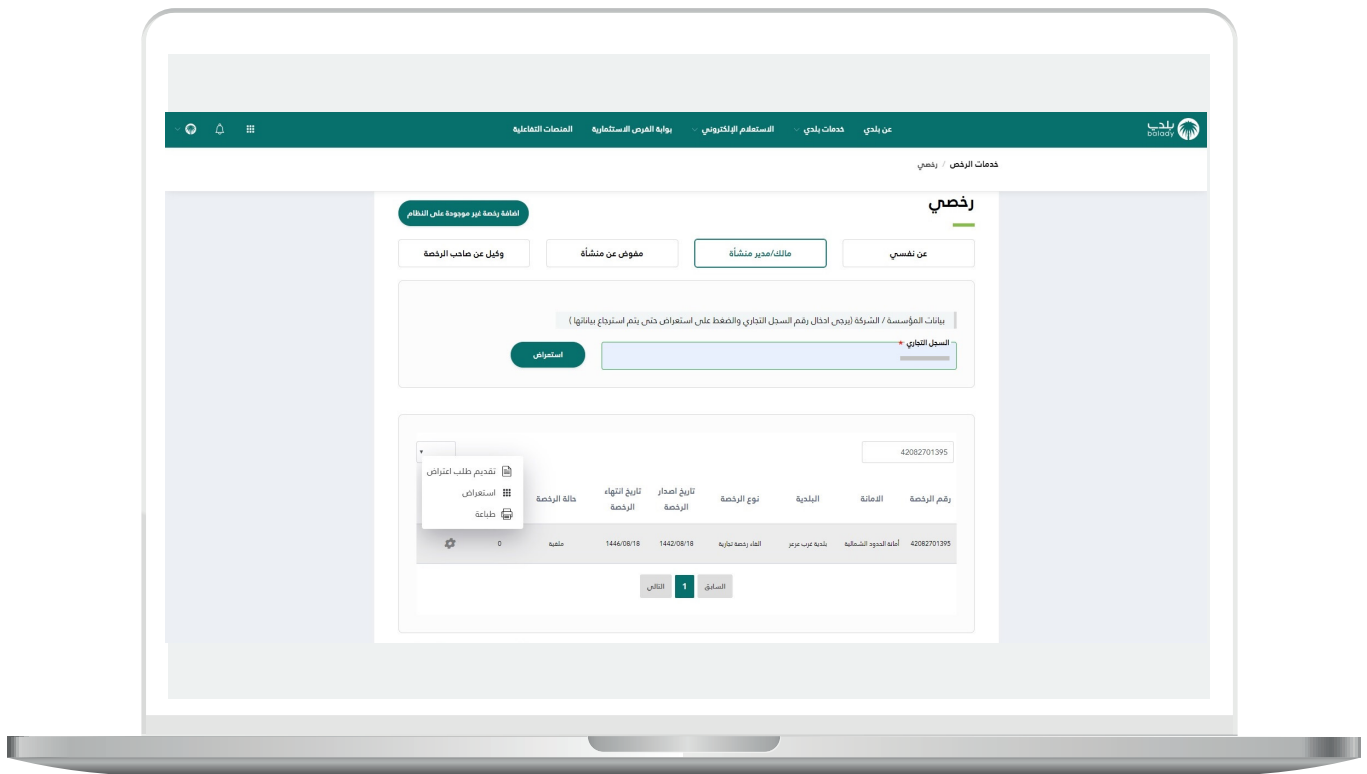 بلدي
balady
عن بلدي
خدمات بلدي
الاستعلام الإلكتروني
بوابة الفرص الاستثمارية
المنصات التفاعلية
خدمات الرخص / رخصي
رخصي
اضافة رخصة غير موجودة على النظام
عن نفسي
مالك/مدير منشأة
مفوض عن منشأة
وكيل عن صاحب الرخصة
بيانات المؤسسة / الشركة (يرجى ادخال رقم السجل التجاري والضغط على استعراض حتى يتم استرجاع بياناتها )
السجل التجاري *
استعراض
42082701395
تقديم طلب اعتراض
استعراض
طباعة
رقم الرخصة
الامانة
البلدية
نوع الرخصة
تاريخ اصدار الرخصة
تاريخ انتهاء الرخصة
حالة الرخصة
42082701395
أمانة الحدود الشمالية
بلدية غرب عرعر
الغاء رخصة تجارية
1442/08/18
1446/08/18
ملغية
0
السابق
1
التالي